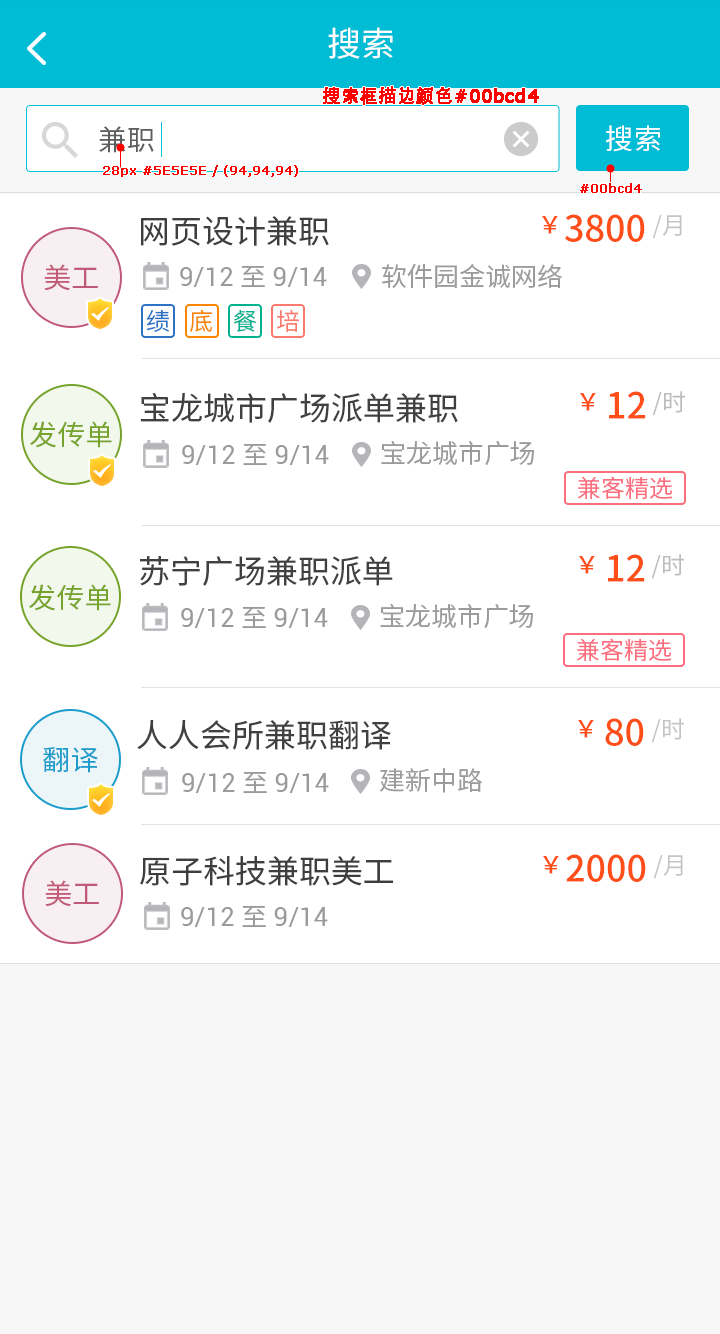 搜索
搜索框描边颜色#00bcd4
兼职
搜索
28px #5E5E5E / (94,94,94)
#00bcd4
网页设计兼职
¥3800 /月
美工
9/12 至 9/14 软件园金诚网络
绩 底 餐 培
宝龙城市广场派单兼职
¥ 12 /时
发传单
9/12 至 9/14 宝龙城市广场
兼客精选
苏宁广场兼职派单
¥ 12 /时
发传单
9/12 至 9/14 宝龙城市广场
兼客精选
人人会所兼职翻译
¥ 80 /时
翻译
9/12 至 9/14 建新中路
原子科技兼职美工
¥2000 /月
美工
9/12 至 9/14